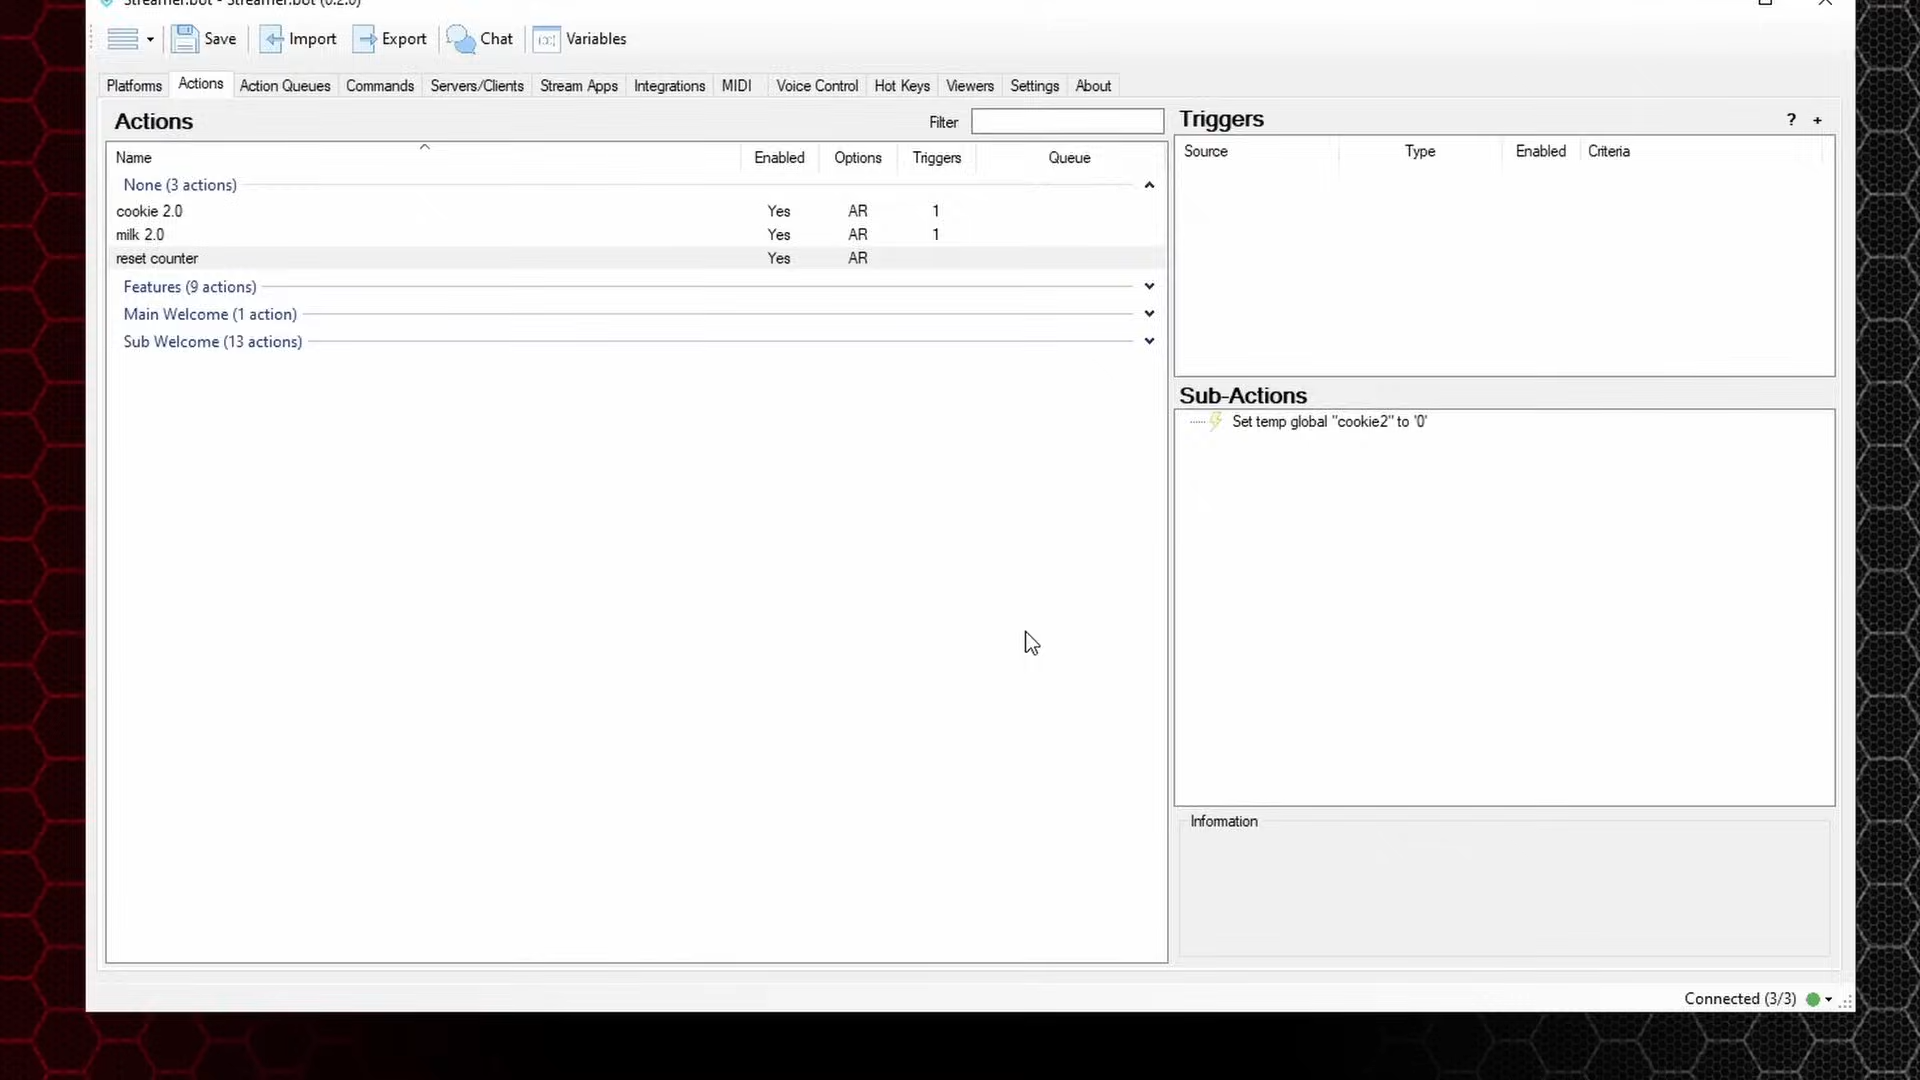 Streamer.bot - Streamer.bot (0.2.0)
Save Import Export Chat Variables
Platforms Actions Action Queues Commands Servers/Clients Stream Apps Integrations MIDI Voice Control Hot Keys Viewers Settings About
Actions Filter
Name Enabled Options Triggers Queue
None (3 actions)
cookie 2.0 Yes AR 1
milk 2.0 Yes AR 1
reset counter Yes AR
Features (9 actions)
Main Welcome (1 action)
Sub Welcome (13 actions)
Triggers ? +
Source Type Enabled Criteria
Sub-Actions
Set temp global "cookie2" to '0'
Information
Connected (3/3)